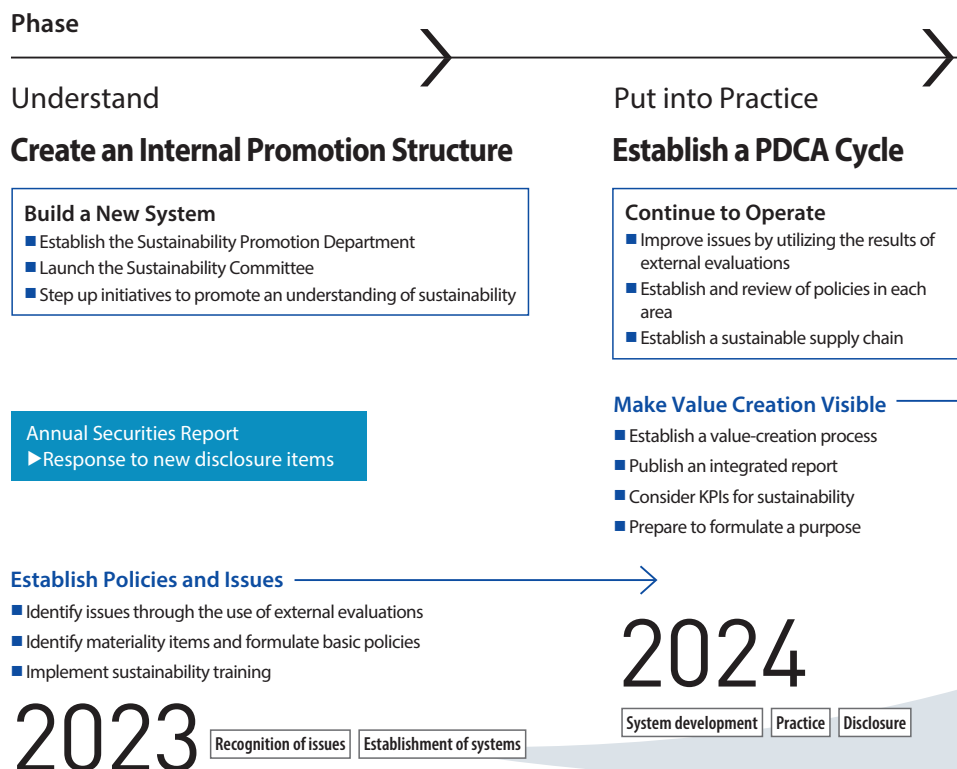 Phase
Understand
Create an Internal Promotion Structure
Build a New System
■ Establish the Sustainability Promotion Department
■ Launch the Sustainability Committee
■ Step up initiatives to promote an understanding of sustainability
Annual Securities Report
▶Response to new disclosure items
Establish Policies and Issues
■ Identify issues through the use of external evaluations
■ Identify materiality items and formulate basic policies
■ Implement sustainability training
2023
Recognition of issues
Establishment of systems
Put into Practice
Establish a PDCA Cycle
Continue to Operate
■ Improve issues by utilizing the results of
external evaluations
■ Establish and review of policies in each
area
■ Establish a sustainable supply chain
Make Value Creation Visible
■ Establish a value-creation process
■ Publish an integrated report
■ Consider KPIs for sustainability
■ Prepare to formulate a purpose
2024
System development
Practice
Disclosure